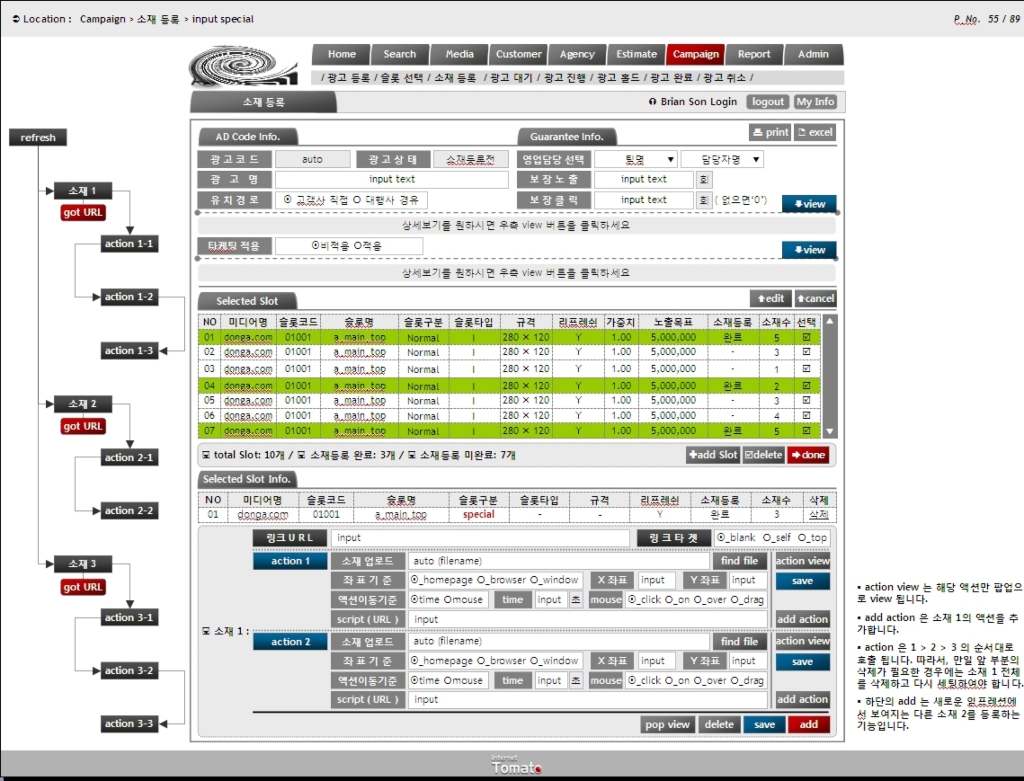 Location : Campaign > 소재 등록 > input special
P_No. 55 / 89
Home Search Media Customer Agency Estimate Campaign Report Admin
/ 광고 등록 / 슬롯 선택 / 소재 등록 / 광고 대기 / 광고 진행 / 광고 홀드 / 광고 완료 / 광고 취소 /
소재 등록
Brian Son Login logout My Info
refresh
소재 1
got URL
action 1-1
action 1-2
action 1-3
소재 2
got URL
action 2-1
action 2-2
소재 3
got URL
action 3-1
action 3-2
action 3-3
AD Code Info. Guarantee Info. print excel
광고코드 auto 광고상태 소재등록전 영업담당 선택 팀명 ▼ 담당자명 ▼
광 고 명 input text 보장노출 input text 회
유치경로 ⊙ 고객사 직접 O 대행사 경유 보장클릭 input text 회 ( 없으면‘0’) view
상세보기를 원하시면 우측 view 버튼을 클릭하세요
타케팅 적용 ⊙비적용 O적용 view
상세보기를 원하시면 우측 view 버튼을 클릭하세요
Selected Slot edit cancel
NO 미디어명 슬롯코드 슬롯명 슬롯구분 슬롯타입 규격 리프레쉬 가중치 노출목표 소재등록 소재수 선택
01 donga.com 01001 a_main_top Normal I 280 × 120 Y 1.00 5,000,000 완료 5 ☑
02 donga.com 01001 a_main_top Normal I 280 × 120 Y 1.00 5,000,000 - 3 ☑
03 donga.com 01001 a_main_top Normal I 280 × 120 Y 1.00 5,000,000 - 1 ☑
04 donga.com 01001 a_main_top Normal I 280 × 120 Y 1.00 5,000,000 완료 2 ☑
05 donga.com 01001 a_main_top Normal I 280 × 120 Y 1.00 5,000,000 - 3 ☑
06 donga.com 01001 a_main_top Normal I 280 × 120 Y 1.00 5,000,000 - 4 ☑
07 donga.com 01001 a_main_top Normal I 280 × 120 Y 1.00 5,000,000 완료 5 ☑
total Slot: 10개 / 소재등록 완료: 3개 / 소재등록 미완료: 7개 add Slot delete done
Selected Slot Info.
NO 미디어명 슬롯코드 슬롯명 슬롯구분 슬롯타입 규격 리프레쉬 소재등록 소재수 삭제
01 donga.com 01001 a_main_top special - - Y 완료 3 삭제
링크 U R L input 링 크 타 겟 ⊙_blank O_self O_top
소재 1 :
action 1 소재 업로드 auto (filename) find file action view
좌 표 기 준 ⊙_homepage O_browser O_window X 좌표 input Y 좌표 input save
액션이동기준 ⊙time Omouse time input 초 mouse ⊙_click O_on O_over O_drag
script ( URL ) input add action
action 2 소재 업로드 auto (filename) find file action view
좌 표 기 준 ⊙_homepage O_browser O_window X 좌표 input Y 좌표 input save
액션이동기준 ⊙time Omouse time input 초 mouse ⊙_click O_on O_over O_drag
script ( URL ) input add action
pop view delete save add
▪ action view 는 해당 액션만 팝업으
로 view 됩니다.
▪ add action 은 소재 1의 액션을 추
가합니다.
▪ action 은 1 > 2 > 3 의 순서대로
호출 됩니다. 따라서, 만일 앞 부분의
삭제가 필요한 경우에는 소재 1 전체
를 삭제하고 다시 세팅하여야 합니다.
▪ 하단의 add 는 새로운 임프레션에
서 보여지는 다른 소재 2를 등록하는
기능입니다.
internet
Tomato